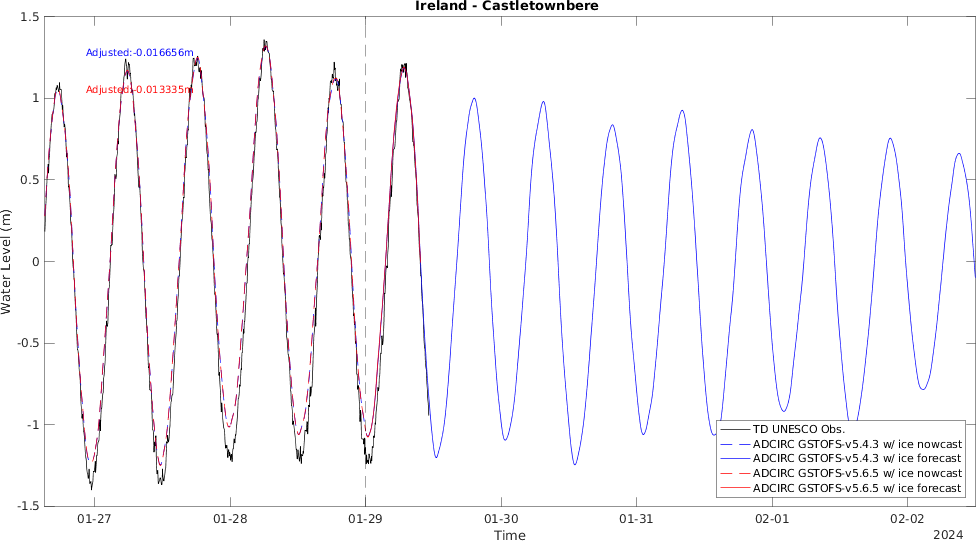 Ireland - Castletownbere
1.5
Adjusted:-0.016656m
Adjusted:-0.013335m
1
0.5
0
-0.5
-1
-1.5
Water Level (m)
TD UNESCO Obs.
ADCIRC GSTOFS-v5.4.3 w/ ice nowcast
ADCIRC GSTOFS-v5.4.3 w/ ice forecast
ADCIRC GSTOFS-v5.6.5 w/ ice nowcast
ADCIRC GSTOFS-v5.6.5 w/ ice forecast
01-27 01-28 01-29 01-30 01-31 02-01 02-02
Time
2024